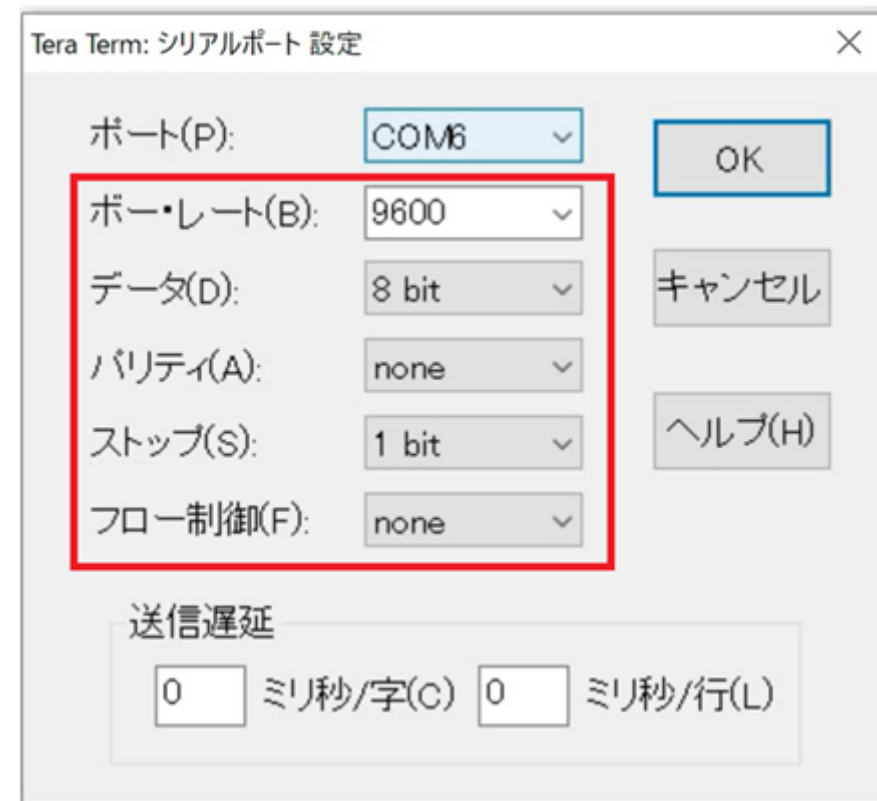 Tera Term: シリアルポート 設定
ポート(P): COM6
OK
ボー・レート(B): 9600
データ(D): 8 bit
キャンセル
パリティ(A): none
ストップ(S): 1 bit
ヘルプ(H)
フロー制御(F): none
送信遅延
0 ミリ秒/字(C) 0 ミリ秒/行(L)